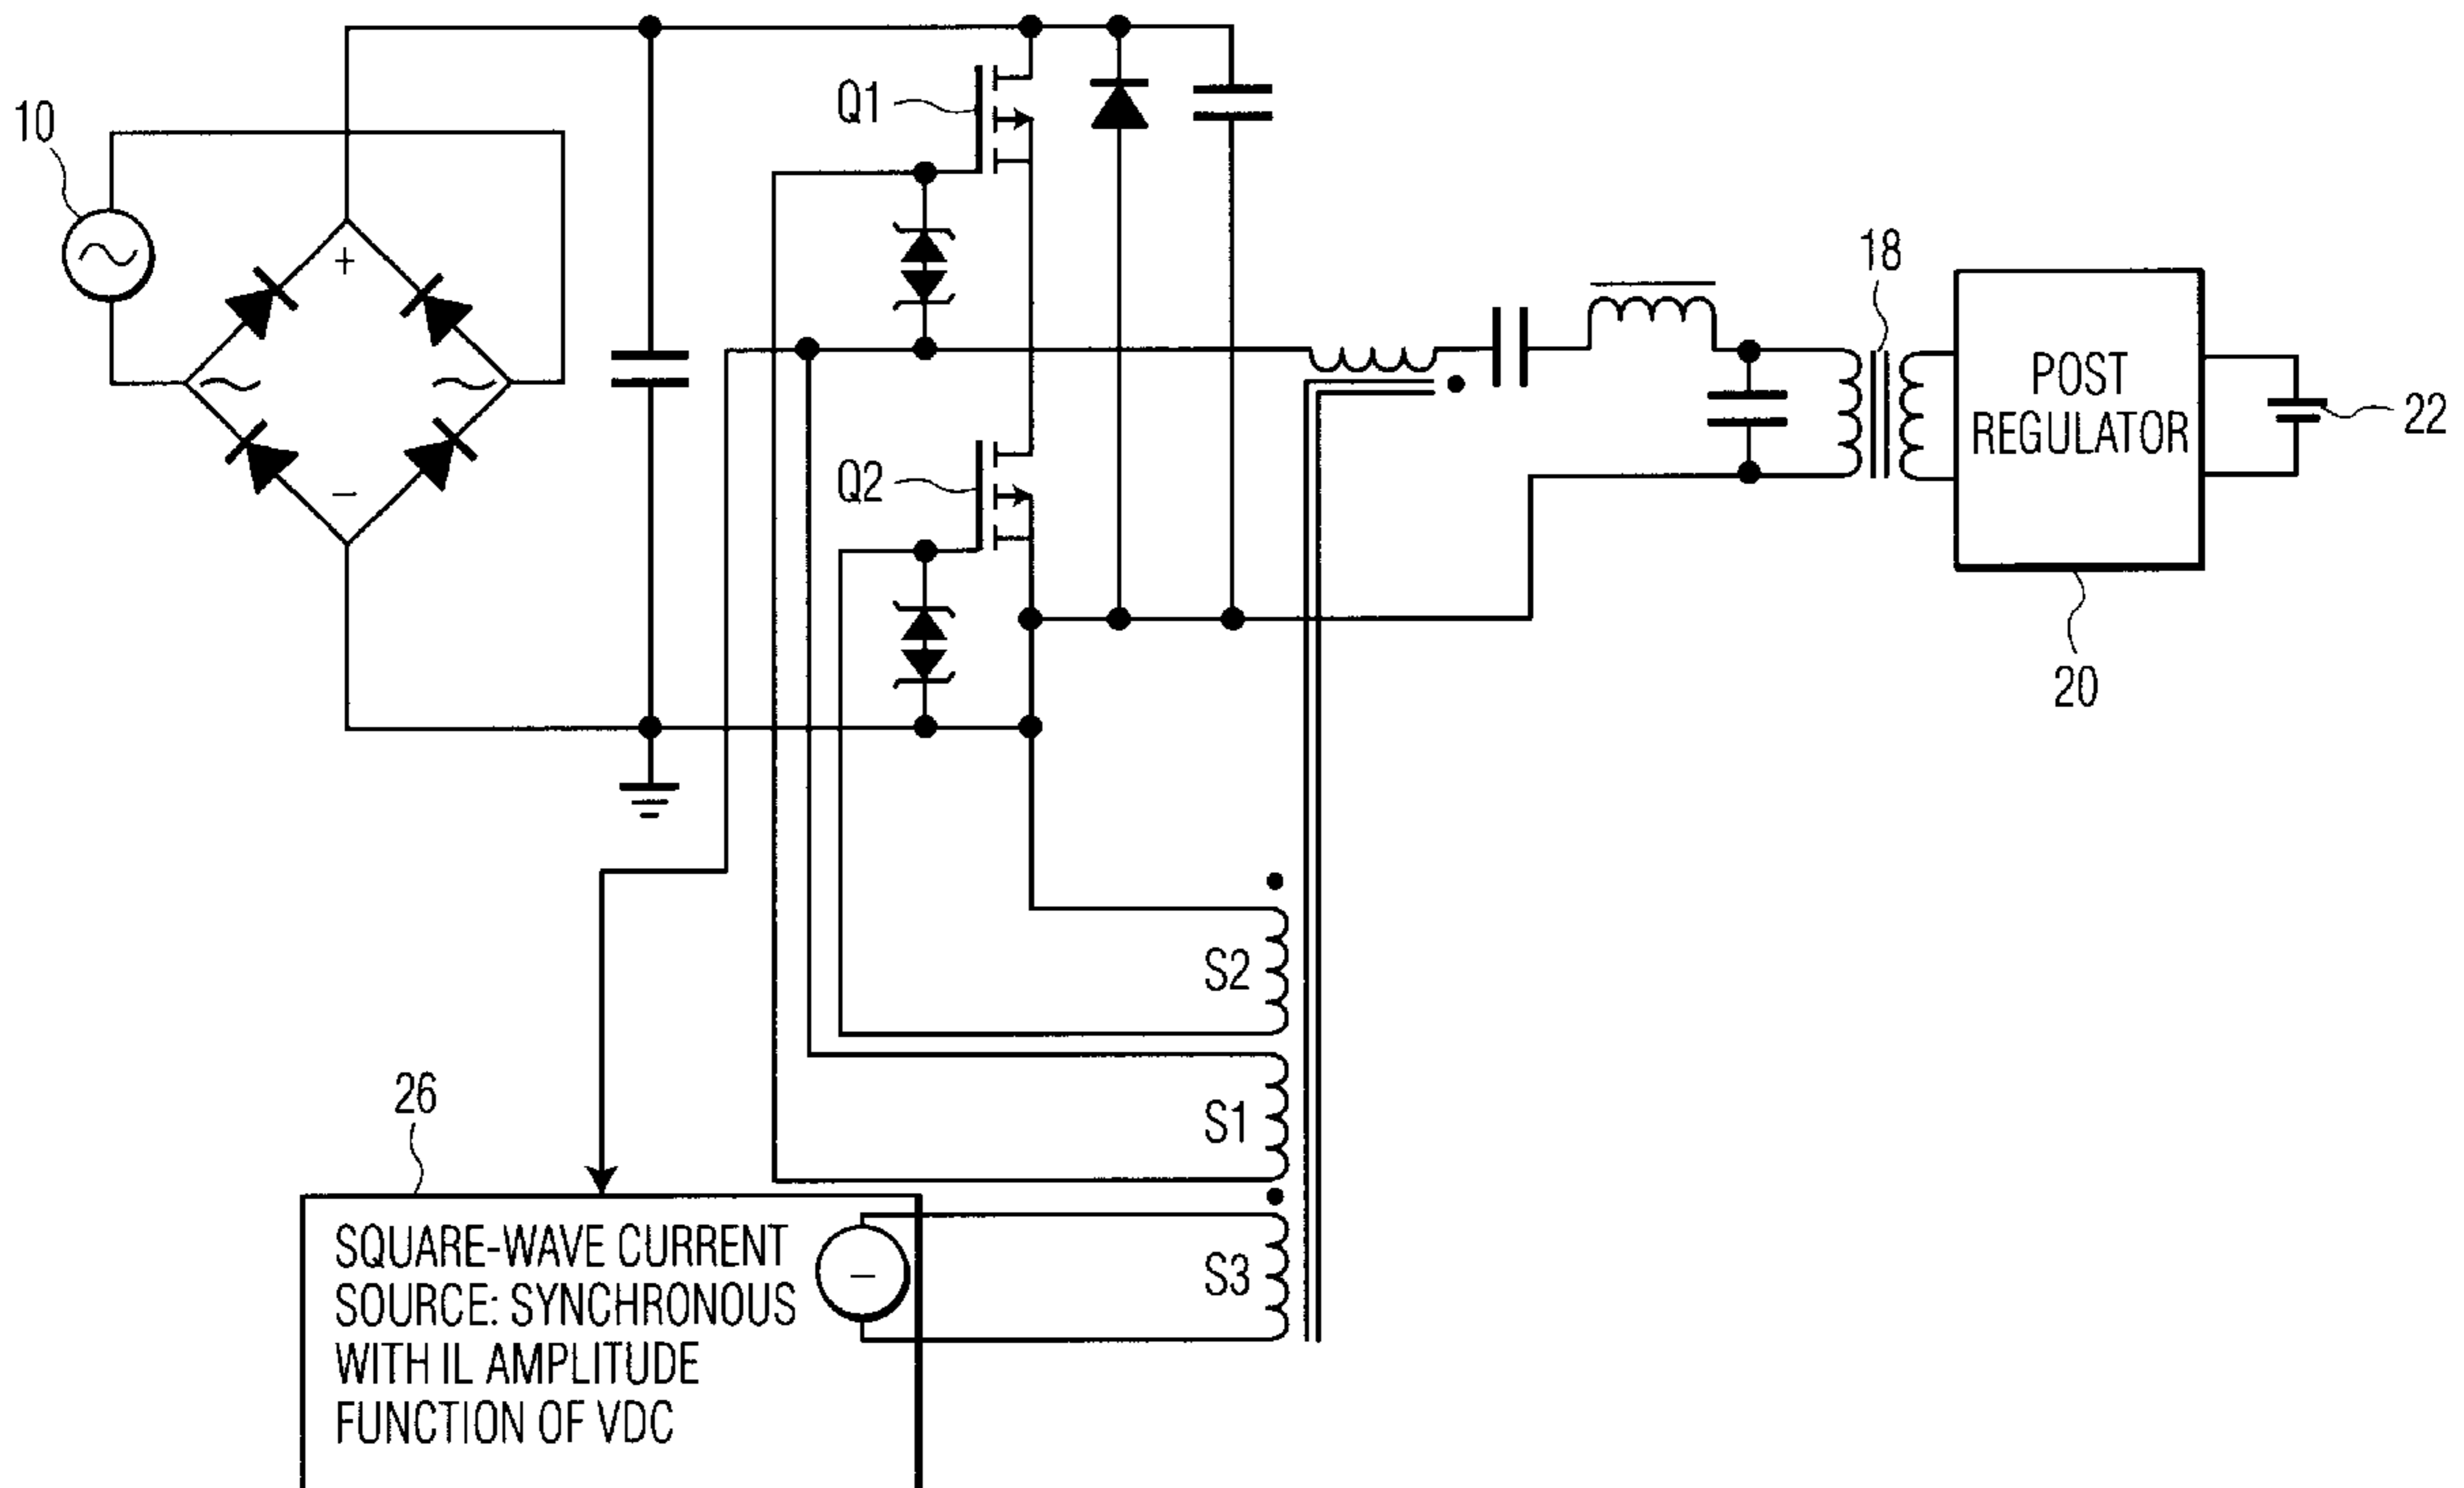 10
+
−
Q1
Q2
18
POST
REGULATOR
22
20
S2
S1
S3
26
SQUARE-WAVE CURRENT
SOURCE: SYNCHRONOUS
WITH IL AMPLITUDE
FUNCTION OF VDC
−